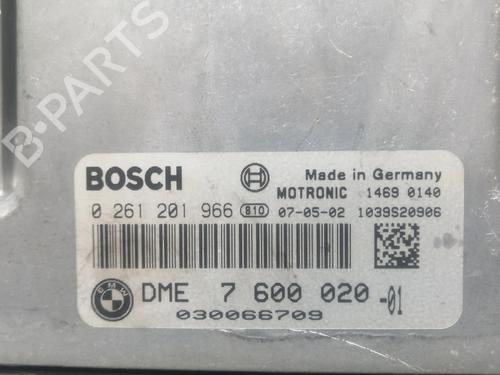 B-PARTS
BOSCH Made in Germany
MOTRONIC 1469 0140
0 261 201 966 810 07-05-02 1039S20906
BMW DME 7 600 020-01
030066709